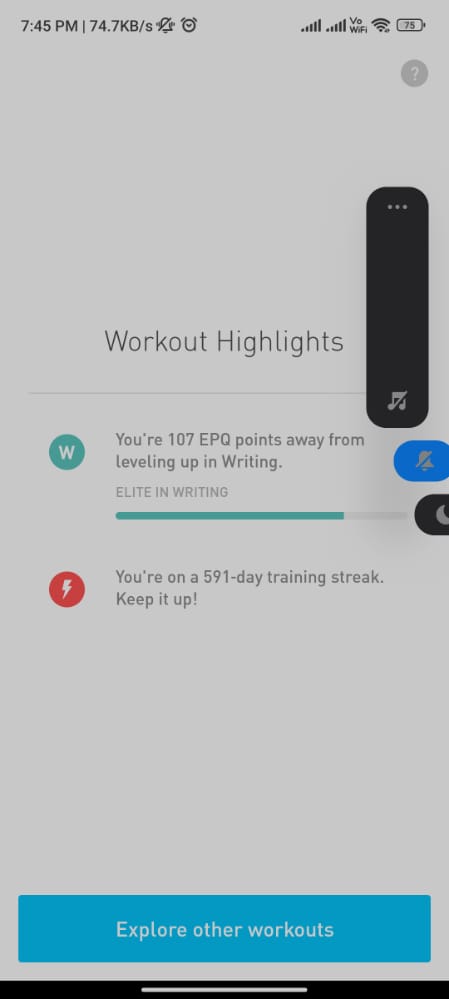 7:45 PM | 74.7KB/s Vo WiFi 75
?
Workout Highlights
W
You're 107 EPQ points away from
leveling up in Writing.
ELITE IN WRITING
You're on a 591-day training streak.
Keep it up!
Explore other workouts